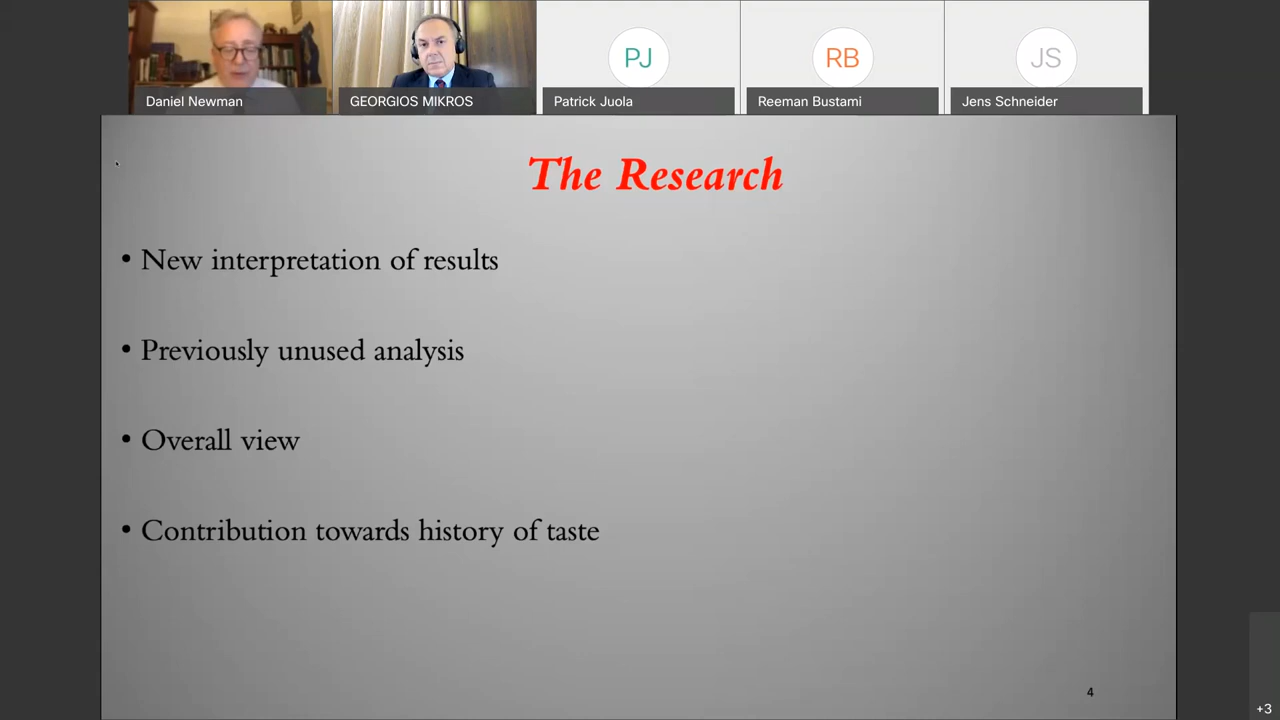 PJ
RB
JS
Daniel Newman
GEORGIOS MIKROS
Patrick Juola
Reeman Bustami
Jens Schneider
The Research
• New interpretation of results
• Previously unused analysis
• Overall view
• Contribution towards history of taste
4
+3